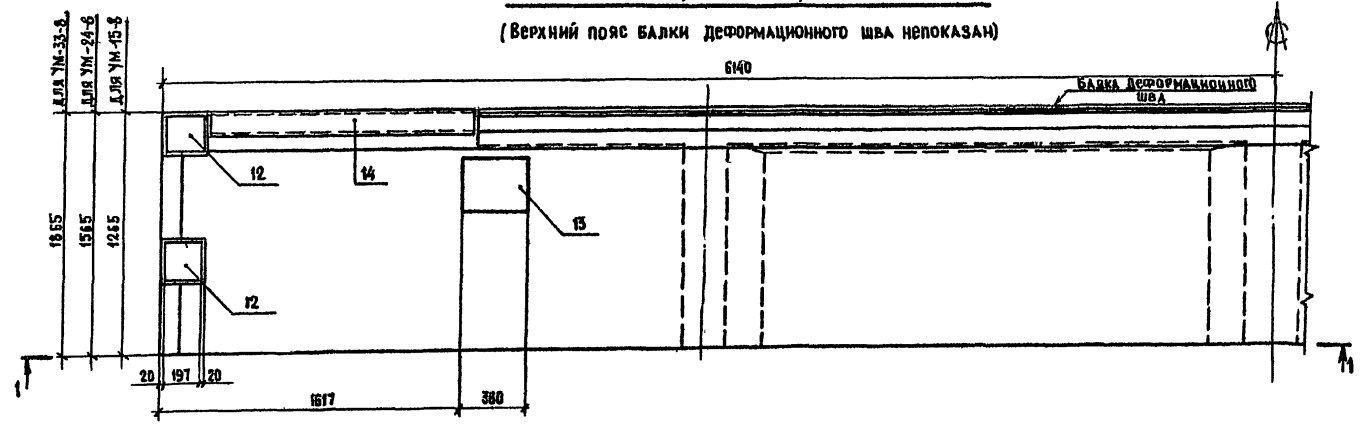 (Верхний пояс балки деформационного шва непоказан)
6140
Балка деформационного
шва
для УМ-33-8
для УМ-24-6
для УМ-15-8
1865
1565
1265
12
14
13
12
20 197 20
1617
380
1
1